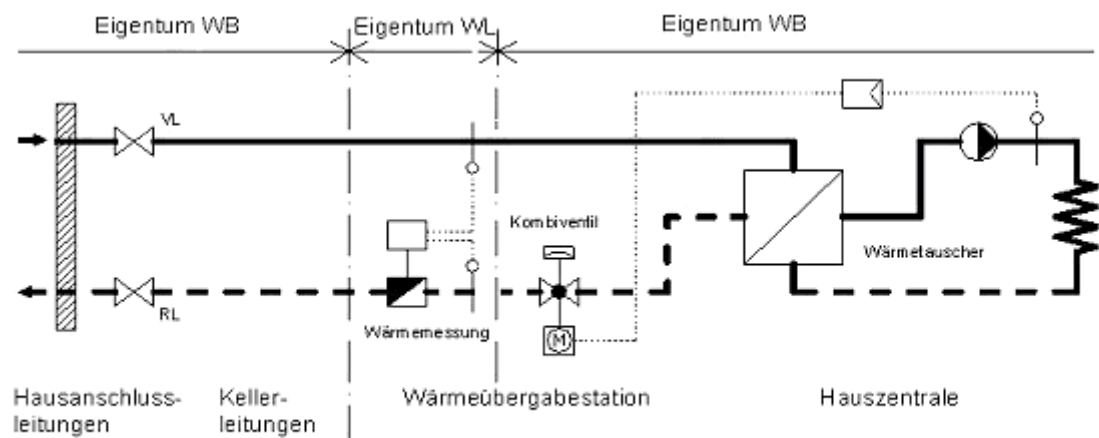 Eigentum WB
Eigentum WL
Eigentum WB
VL
Kombiventil
Wärmetauscher
RL
Wärmemessung
M
Hausanschluss-
leitungen
Keller-
leitungen
Wärmeübergabestation
Hauszentrale